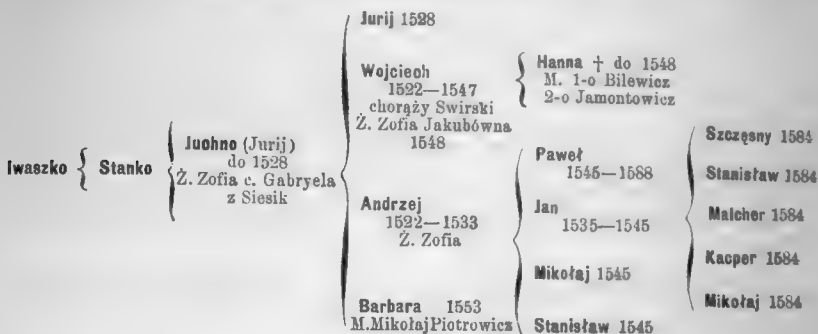 Iwaszko
Stanko
Juchno (Jurij)
do 1528
Ż. Zofia c. Gabryela
z Siesik
Jurij 1528
Wojciech
1522—1547
chorąży Swirski
Ż. Zofia Jakubówna
1548
Andrzej
1522—1533
Ż. Zofia
Barbara 1553
M. Mikołaj Piotrowicz
Hanna † do 1548
M. 1-o Bilewicz
2-o Jamontowicz
Paweł
1545—1588
Jan
1535—1545
Mikołaj 1545
Stanisław 1545
Szczęsny 1584
Stanisław 1584
Malcher 1584
Kacper 1584
Mikołaj 1584